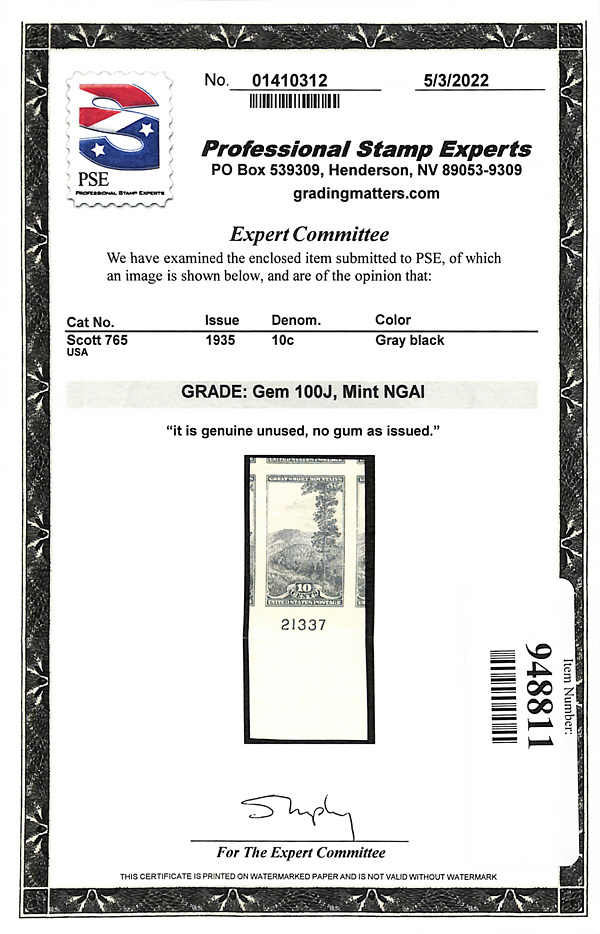 No. 01410312 5/3/2022
PSE
PROFESSIONAL STAMP EXPERTS
Professional Stamp Experts
PO Box 539309, Henderson, NV 89053-9309
gradingmatters.com
Expert Committee
We have examined the enclosed item submitted to PSE, of which
an image is shown below, and are of the opinion that:
Cat No. Issue Denom. Color
Scott 765 1935 10c Gray black
USA
GRADE: Gem 100J, Mint NGAI
“it is genuine unused, no gum as issued.”
GREAT SMOKY MOUNTAINS
10
CENTS
UNITED STATES POSTAGE
21337
Item Number:
948811
For The Expert Committee
THIS CERTIFICATE IS PRINTED ON WATERMARKED PAPER AND IS NOT VALID WITHOUT WATERMARK